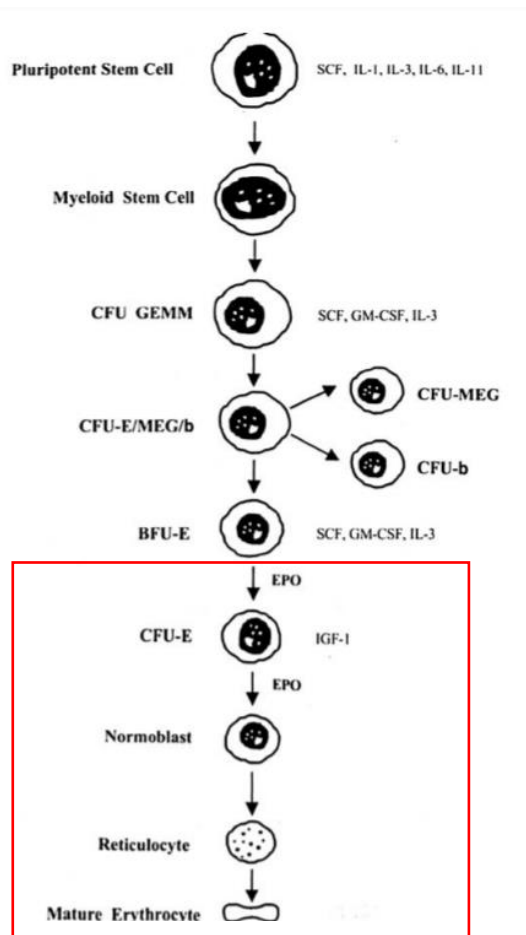 Pluripotent Stem Cell SCF, IL-1, IL-3, IL-6, IL-11
Myeloid Stem Cell
CFU GEMM SCF, GM-CSF, IL-3
CFU-MEG
CFU-E/MEG/b
CFU-b
BFU-E SCF, GM-CSF, IL-3
EPO
CFU-E IGF-1
EPO
Normoblast
Reticulocyte
Mature Erythrocyte